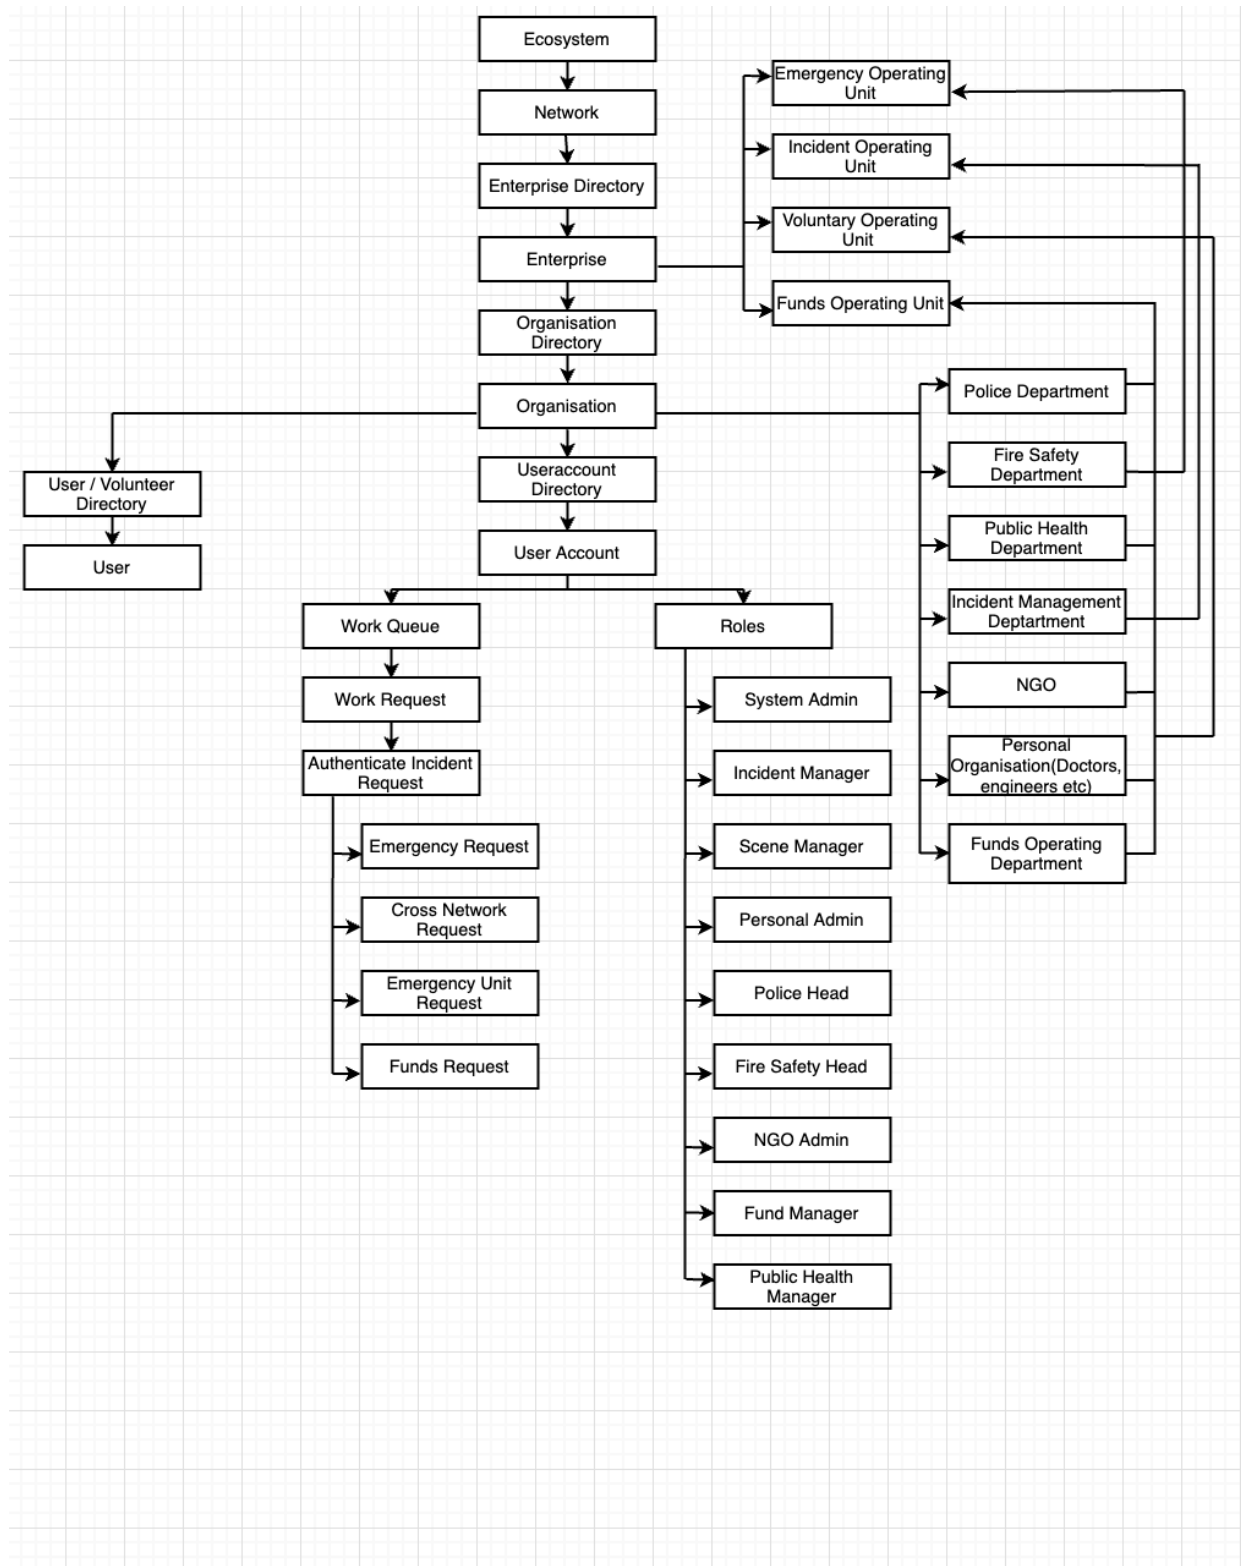 Ecosystem
Network
Enterprise Directory
Enterprise
Organisation
Directory
Organisation
Useraccount
Directory
User Account
Emergency Operating
Unit
Incident Operating
Unit
Voluntary Operating
Unit
Funds Operating Unit
Police Department
Fire Safety
Department
Public Health
Department
Incident Management
Deptartment
NGO
Personal
Organisation(Doctors,
engineers etc)
Funds Operating
Department
User / Volunteer
Directory
User
Work Queue
Work Request
Authenticate Incident
Request
Emergency Request
Cross Network
Request
Emergency Unit
Request
Funds Request
Roles
System Admin
Incident Manager
Scene Manager
Personal Admin
Police Head
Fire Safety Head
NGO Admin
Fund Manager
Public Health
Manager